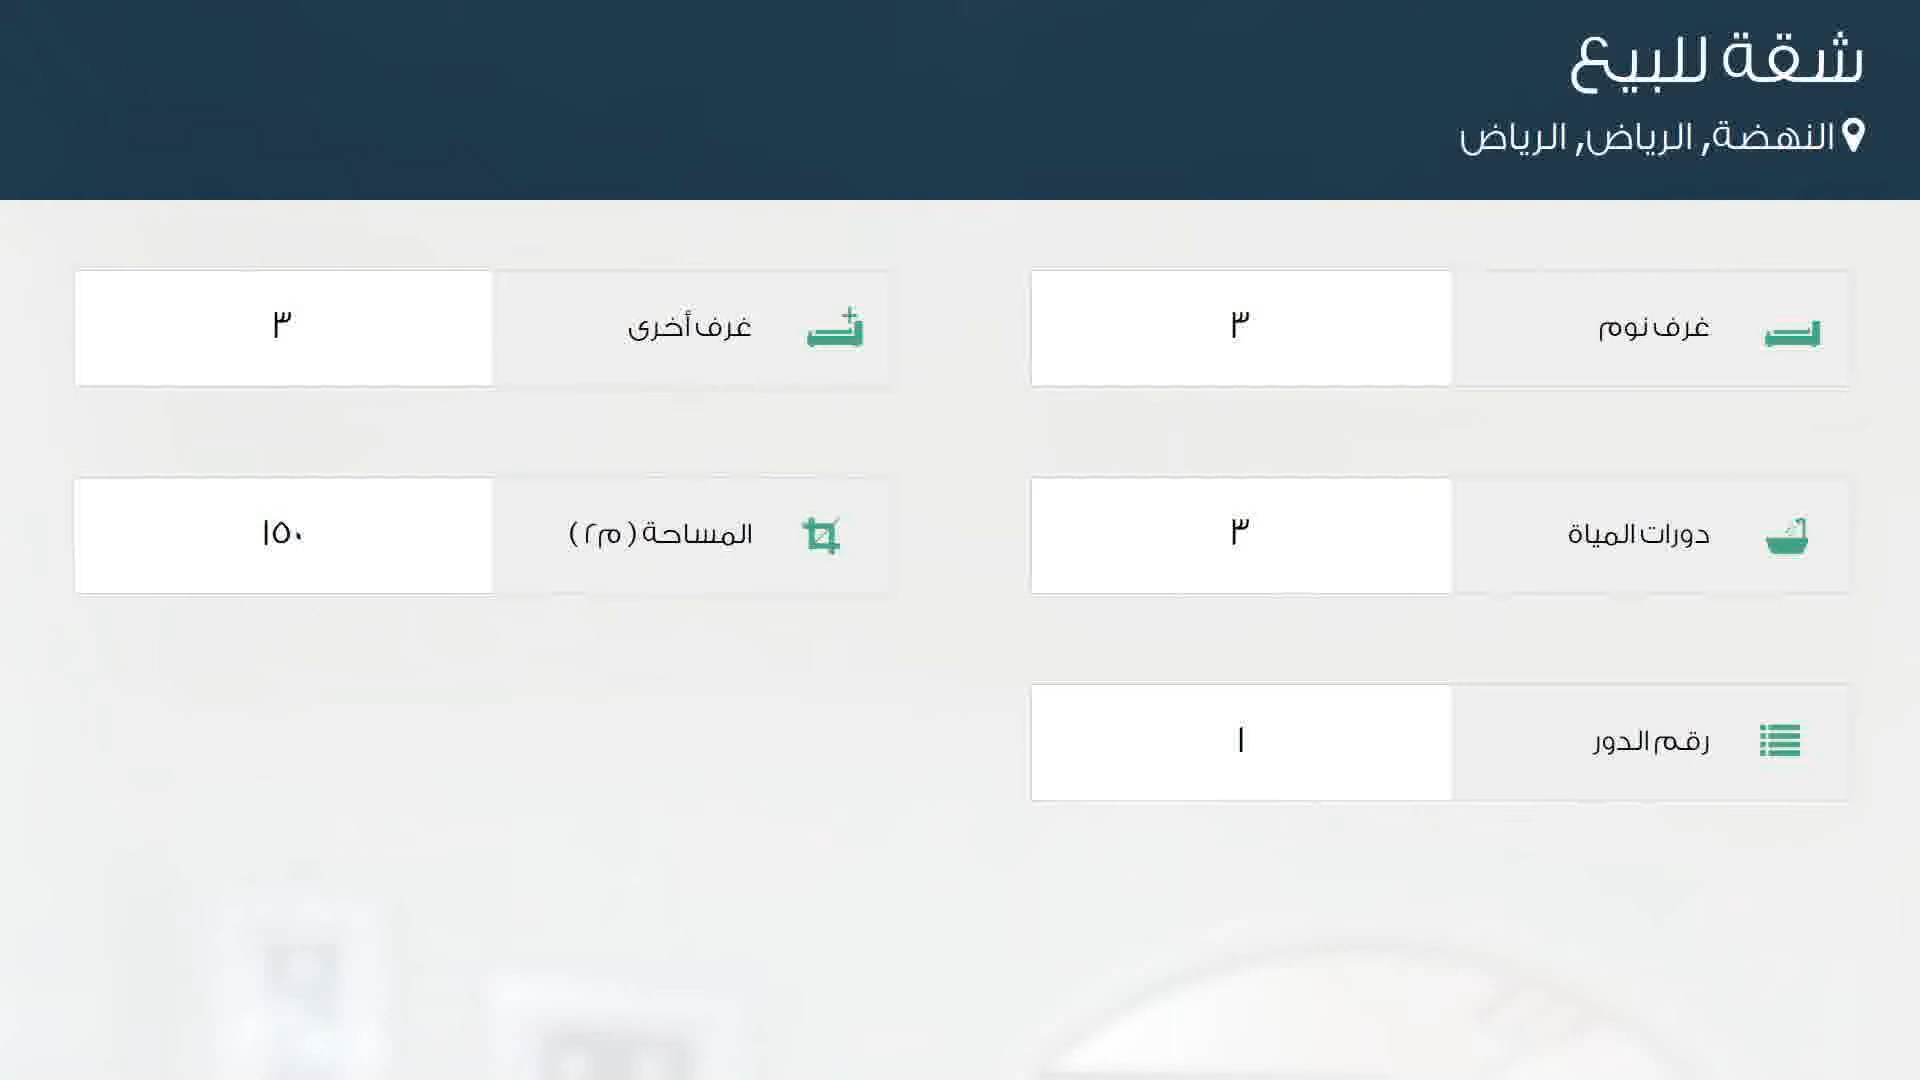 شقة للبيع
النهضة, الرياض, الرياض
غرف نوم ٣
غرف أخرى ٣
دورات المياة ٣
المساحة (م٢) ١٥٠
رقم الدور ١